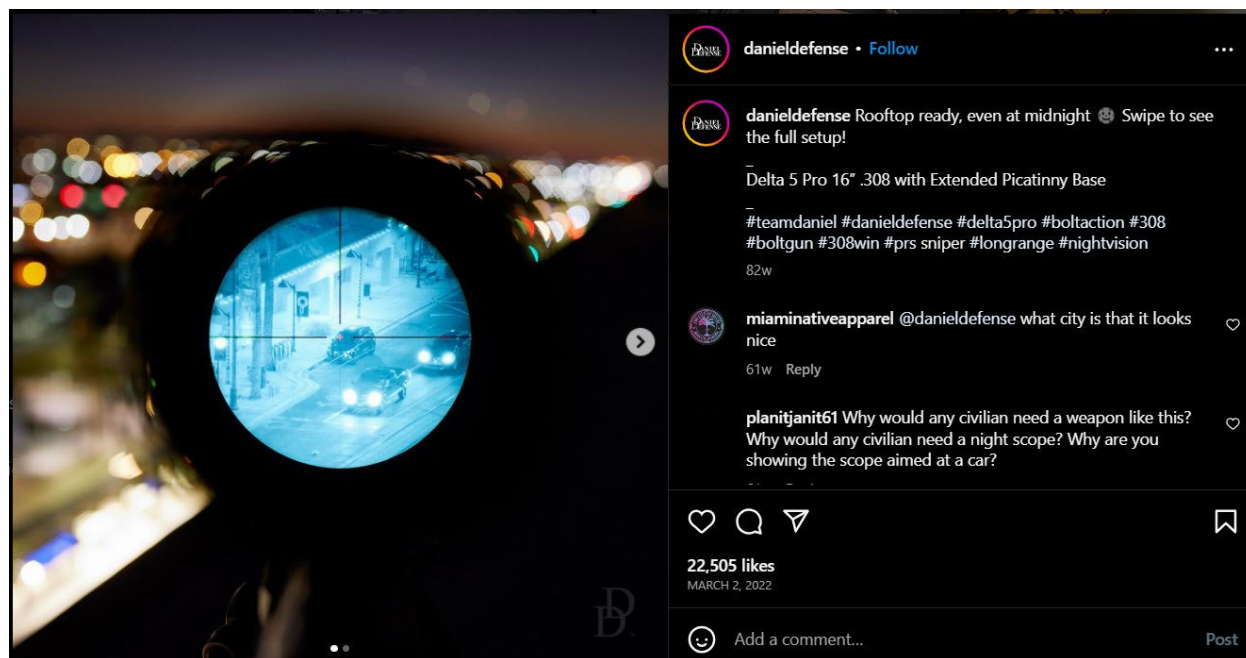 danieldefense • Follow
DANIEL
DEFENSE
danieldefense Rooftop ready, even at midnight Swipe to see
the full setup!
_
Delta 5 Pro 16” .308 with Extended Picatinny Base
_
#teamdaniel #danieldefense #delta5pro #boltaction #308
#boltgun #308win #prs sniper #longrange #nightvision
82w
miaminativeapparel @danieldefense what city is that it looks
nice
61w Reply
planitjanit61 Why would any civilian need a weapon like this?
Why would any civilian need a night scope? Why are you
showing the scope aimed at a car?
22,505 likes
MARCH 2, 2022
Add a comment...
Post
DD.